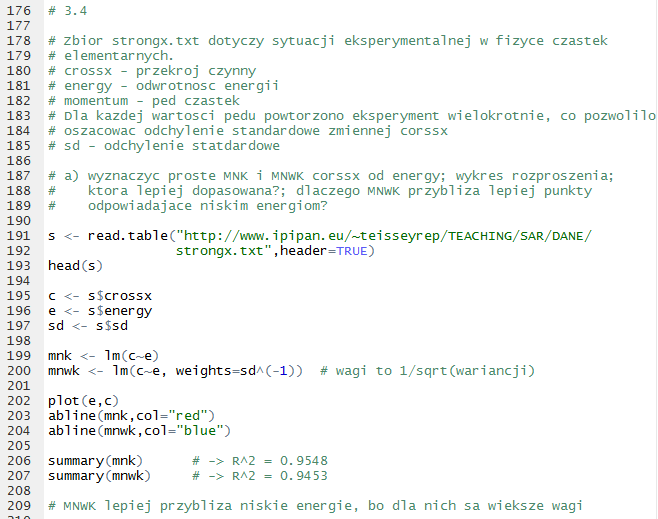 176 # 3.4
177
178 # Zbior strongx.txt dotyczy sytuacji eksperymentalnej w fizyce czastek
179 # elementarnych.
180 # crossx - przekroj czynny
181 # energy - odwrotnosc energii
182 # momentum - ped czastek
183 # Dla kazdej wartosci pedu powtorzono eksperyment wielokrotnie, co pozwolilo
184 # oszacowac odchylenie standardowe zmiennej corssx
185 # sd - odchylenie statdardowe
186
187 # a) wyznaczyc proste MNK i MNWK corssx od energy; wykres rozproszenia;
188 #    ktora lepiej dopasowana?; dlaczego MNWK przybliza lepiej punkty
189 #    odpowiadajace niskim energiom?
190
191 s <- read.table("http://www.ipipan.eu/~teisseyrep/TEACHING/SAR/DANE/
192                 strongx.txt",header=TRUE)
193 head(s)
194
195 c <- s$crossx
196 e <- s$energy
197 sd <- s$sd
198
199 mnk <- lm(c~e)
200 mnwk <- lm(c~e, weights=sd^(-1))  # wagi to 1/sqrt(wariancji)
201
202 plot(e,c)
203 abline(mnk,col="red")
204 abline(mnwk,col="blue")
205
206 summary(mnk)      # -> R^2 = 0.9548
207 summary(mnwk)     # -> R^2 = 0.9453
208
209 # MNWK lepiej przybliza niskie energie, bo dla nich sa wieksze wagi